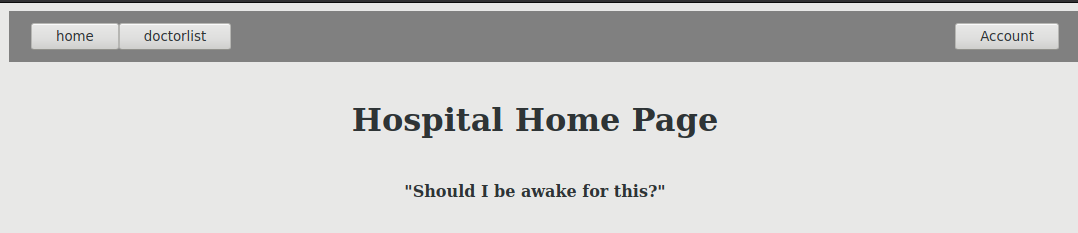 home doctorlist Account
Hospital Home Page
"Should I be awake for this?"